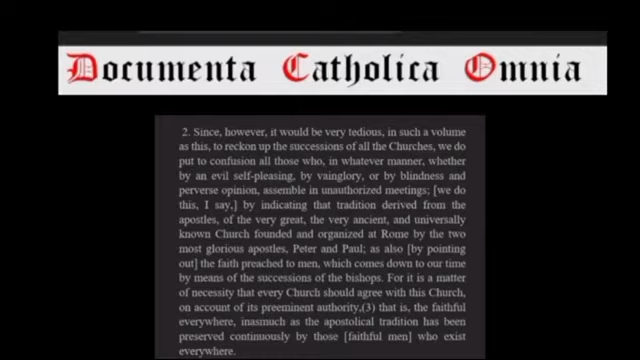 Documenta Catholica Omnia
2. Since, however, it would be very tedious, in such a volume
as this, to reckon up the successions of all the Churches, we do
put to confusion all those who, in whatever manner, whether
by an evil self-pleasing, by vainglory, or by blindness and
perverse opinion, assemble in unauthorized meetings; [we do
this, I say,] by indicating that tradition derived from the
apostles, of the very great, the very ancient, and universally
known Church founded and organized at Rome by the two
most glorious apostles, Peter and Paul; as also [by pointing
out] the faith preached to men, which comes down to our time
by means of the successions of the bishops. For it is a matter
of necessity that every Church should agree with this Church,
on account of its preeminent authority,(3) that is, the faithful
everywhere, inasmuch as the apostolical tradition has been
preserved continuously by those [faithful men] who exist
everywhere.